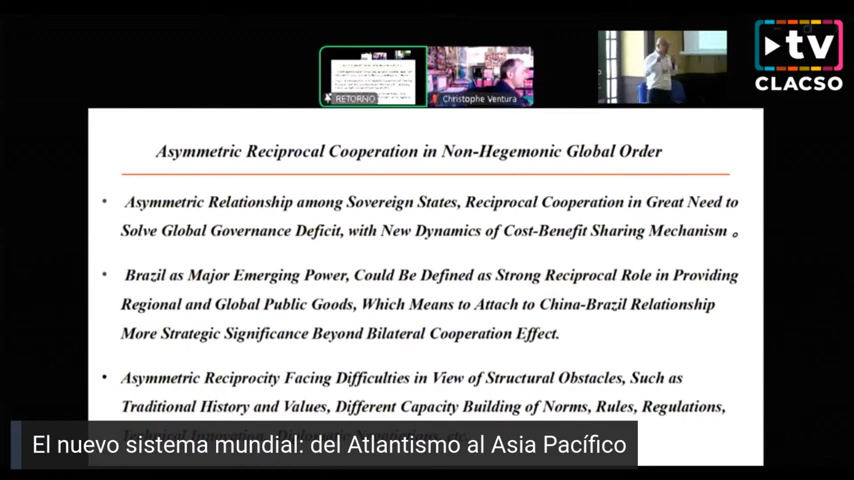 tv
CLACSO
RETORNO
Christophe Ventura
Asymmetric Reciprocal Cooperation in Non-Hegemonic Global Order
• Asymmetric Relationship among Sovereign States, Reciprocal Cooperation in Great Need to
Solve Global Governance Deficit, with New Dynamics of Cost-Benefit Sharing Mechanism 。
• Brazil as Major Emerging Power, Could Be Defined as Strong Reciprocal Role in Providing
Regional and Global Public Goods, Which Means to Attach to China-Brazil Relationship
More Strategic Significance Beyond Bilateral Cooperation Effect.
• Asymmetric Reciprocity Facing Difficulties in View of Structural Obstacles, Such as
Traditional History and Values, Different Capacity Building of Norms, Rules, Regulations,
Technical Innovation, Diplomatic Negotiations, etc.
El nuevo sistema mundial: del Atlantismo al Asia Pacífico